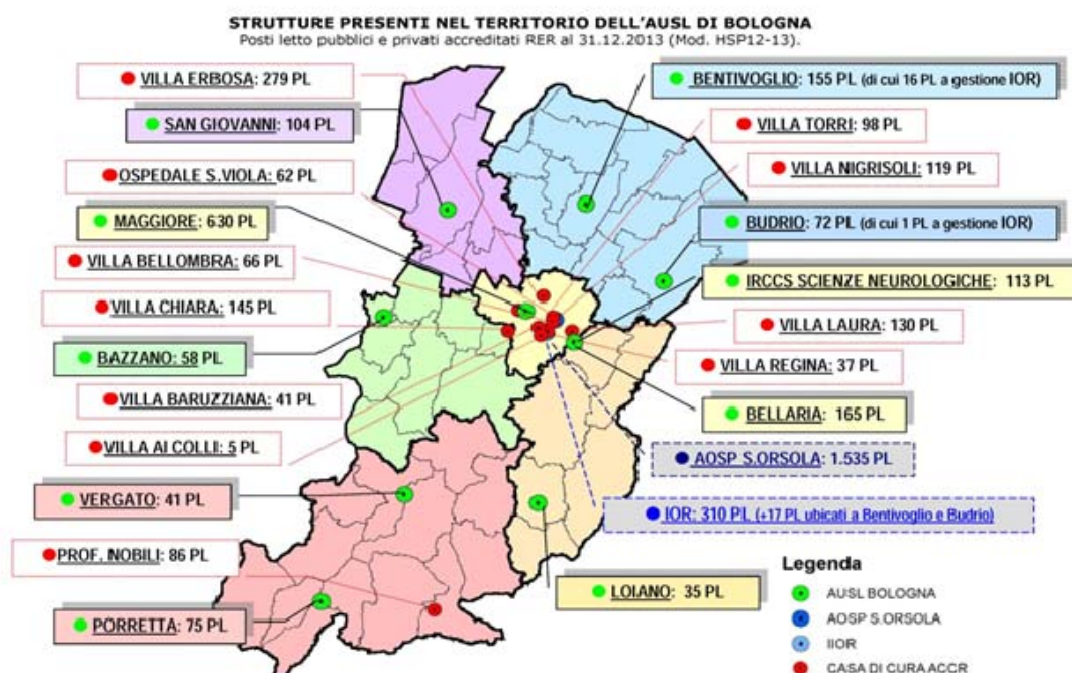 STRUTTURE PRESENTI NEL TERRITORIO DELL'AUSL DI BOLOGNA
Posti letto pubblici e privati accreditati RER al 31.12.2013 (Mod. HSP12-13).
VILLA ERBOSA: 279 PL
SAN GIOVANNI: 104 PL
OSPEDALE S.VIOLA: 62 PL
MAGGIORE: 630 PL
VILLA BELLOMBRA: 66 PL
VILLA CHIARA: 145 PL
BAZZANO: 58 PL
VILLA BARUZZIANA: 41 PL
VILLA AI COLLI: 5 PL
VERGATO: 41 PL
PROF. NOBILI: 86 PL
PORRETTA: 75 PL
BENTIVOGLIO: 155 PL (di cui 16 PL a gestione IOR)
VILLA TORRI: 98 PL
VILLA NIGRISOLI: 119 PL
BUDRIO: 72 PL (di cui 1 PL a gestione IOR)
IRCCS SCIENZE NEUROLOGICHE: 113 PL
VILLA LAURA: 130 PL
VILLA REGINA: 37 PL
BELLARIA: 165 PL
AOSP S.ORSOLA: 1.535 PL
IOR: 310 PL (+17 PL ubicati a Bentivoglio e Budrio)
LOIANO: 35 PL
Legenda
AUSL BOLOGNA
AOSP S.ORSOLA
IIOIR
CASA DI CURA ACCR